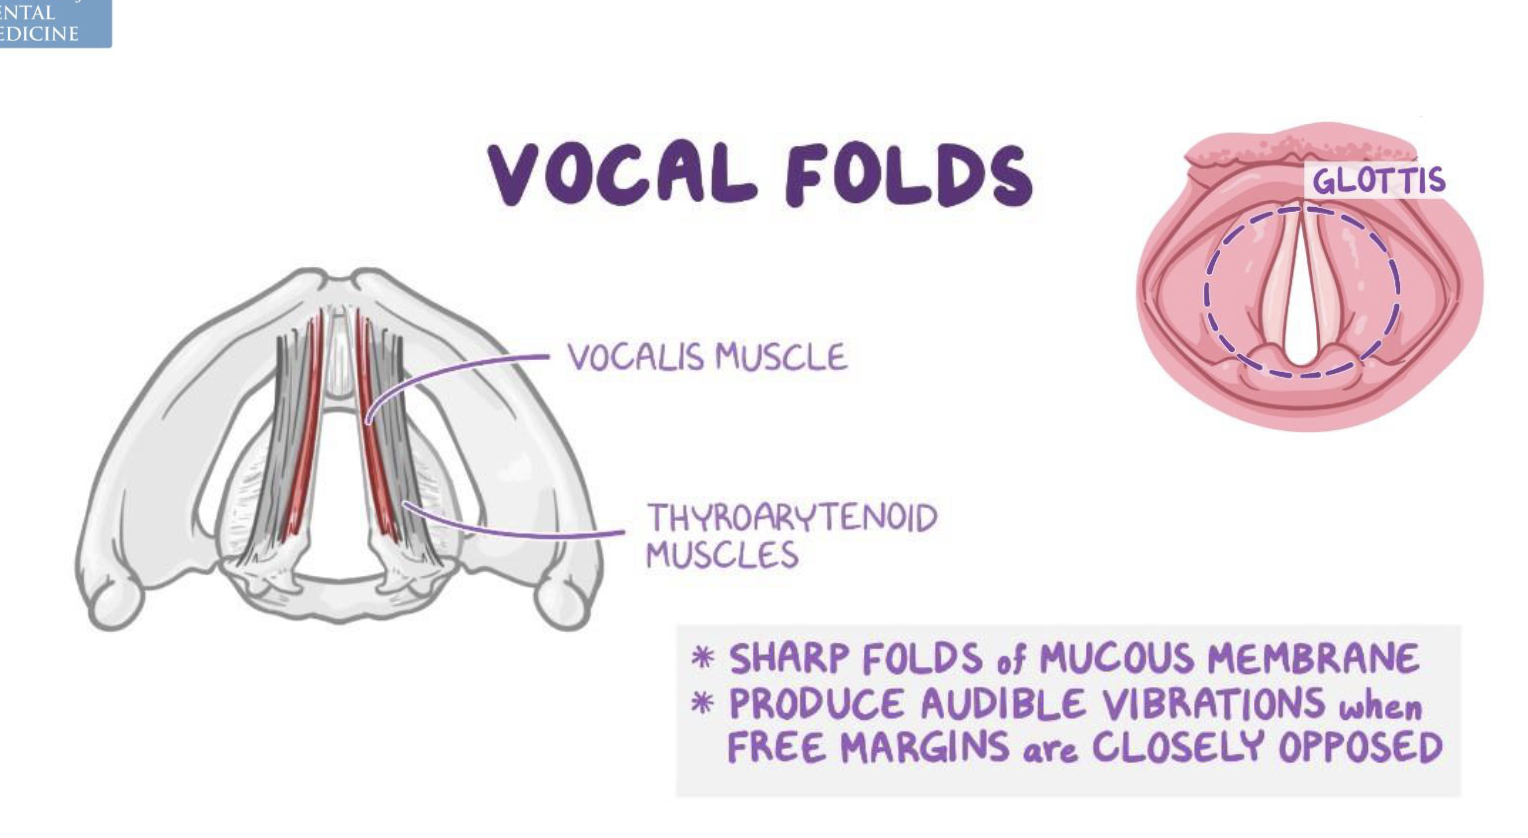 ENTAL
EDICINE
VOCAL FOLDS
GLOTTIS
VOCALIS MUSCLE
THYROARYTENOID
MUSCLES
* SHARP FOLDS of MUCOUS MEMBRANE
* PRODUCE AUDIBLE VIBRATIONS when
FREE MARGINS are CLOSELY OPPOSED